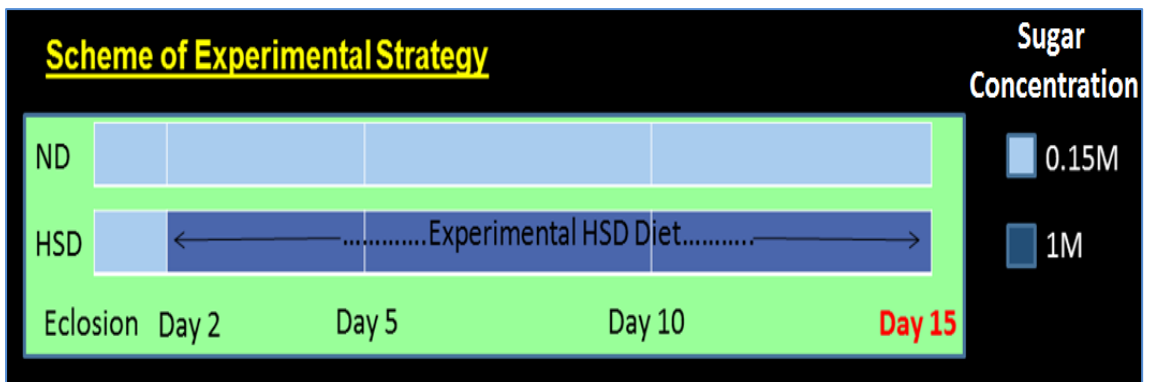 Scheme of Experimental Strategy
Sugar
Concentration
ND
0.15M
HSD
.............Experimental HSD Diet...........
1M
Eclosion Day 2 Day 5 Day 10 Day 15